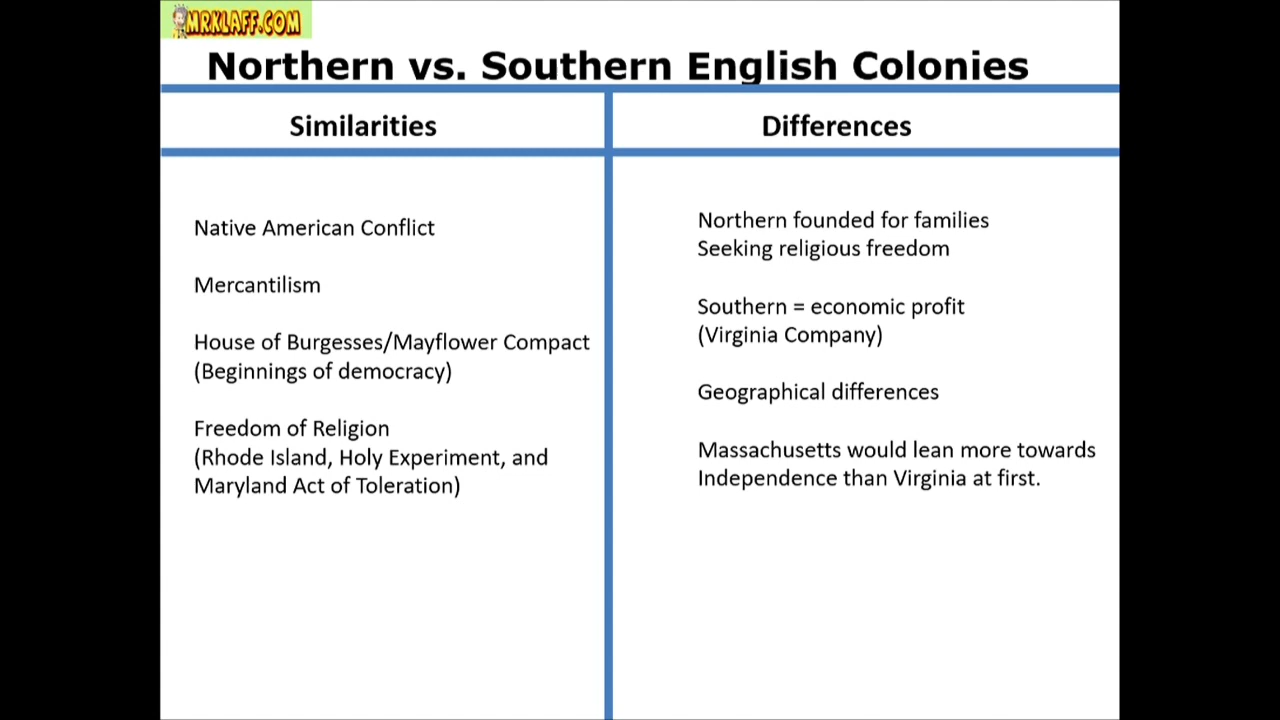 MRKLAFF.COM
Northern vs. Southern English Colonies
Similarities
Differences
Native American Conflict
Mercantilism
House of Burgesses/Mayflower Compact
(Beginnings of democracy)
Freedom of Religion
(Rhode Island, Holy Experiment, and
Maryland Act of Toleration)
Northern founded for families
Seeking religious freedom
Southern = economic profit
(Virginia Company)
Geographical differences
Massachusetts would lean more towards
Independence than Virginia at first.